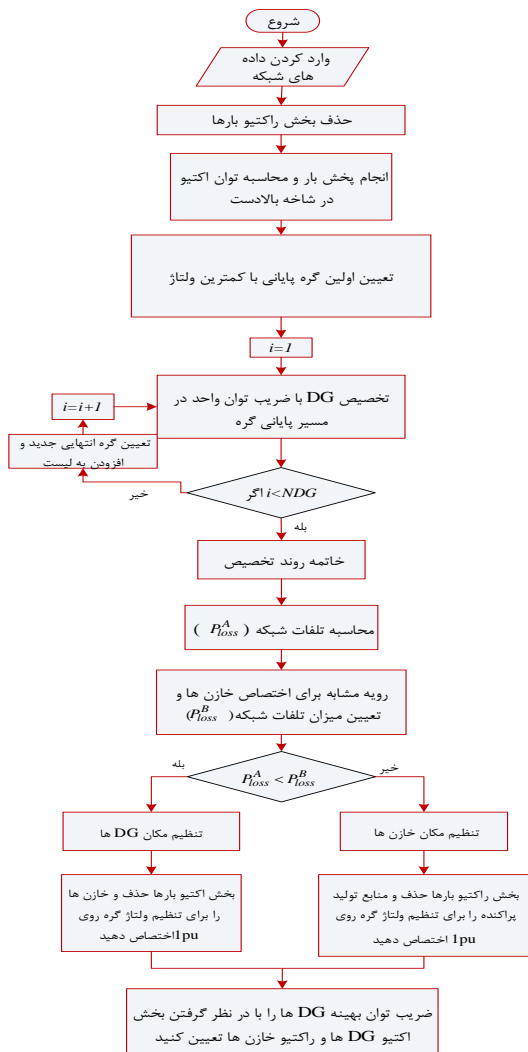 شروع
وارد کردن داده
های شبکه
حذف بخش راکتیو بارها
انجام پخش بار و محاسبه توان اکتیو
در شاخه بالادست
تعیین اولین گره پایانی با کمترین ولتاژ
i=1
تخصیص DG با ضریب توان واحد در
مسیر پایانی گره
i=i+1
تعیین گره انتهایی جدید و
افزودن به لیست
اگر i<NDG
خیر
بله
خاتمه روند تخصیص
محاسبه تلفات شبکه ( P_loss^A )
رویه مشابه برای اختصاص خازن ها و
تعیین میزان تلفات شبکه( P_loss^B )
P_loss^A < P_loss^B
بله
خیر
تنظیم مکان DG ها
تنظیم مکان خازن ها
بخش اکتیو بارها حذف و خازن ها
را برای تنظیم ولتاژ گره روی
1puاختصاص دهید
بخش راکتیو بارها حذف و منابع تولید
پراکنده را برای تنظیم ولتاژ گره روی
1pu اختصاص دهید
ضریب توان بهینه DG ها را با در نظر گرفتن بخش
اکتیو DG ها و راکتیو خازن ها تعیین کنید